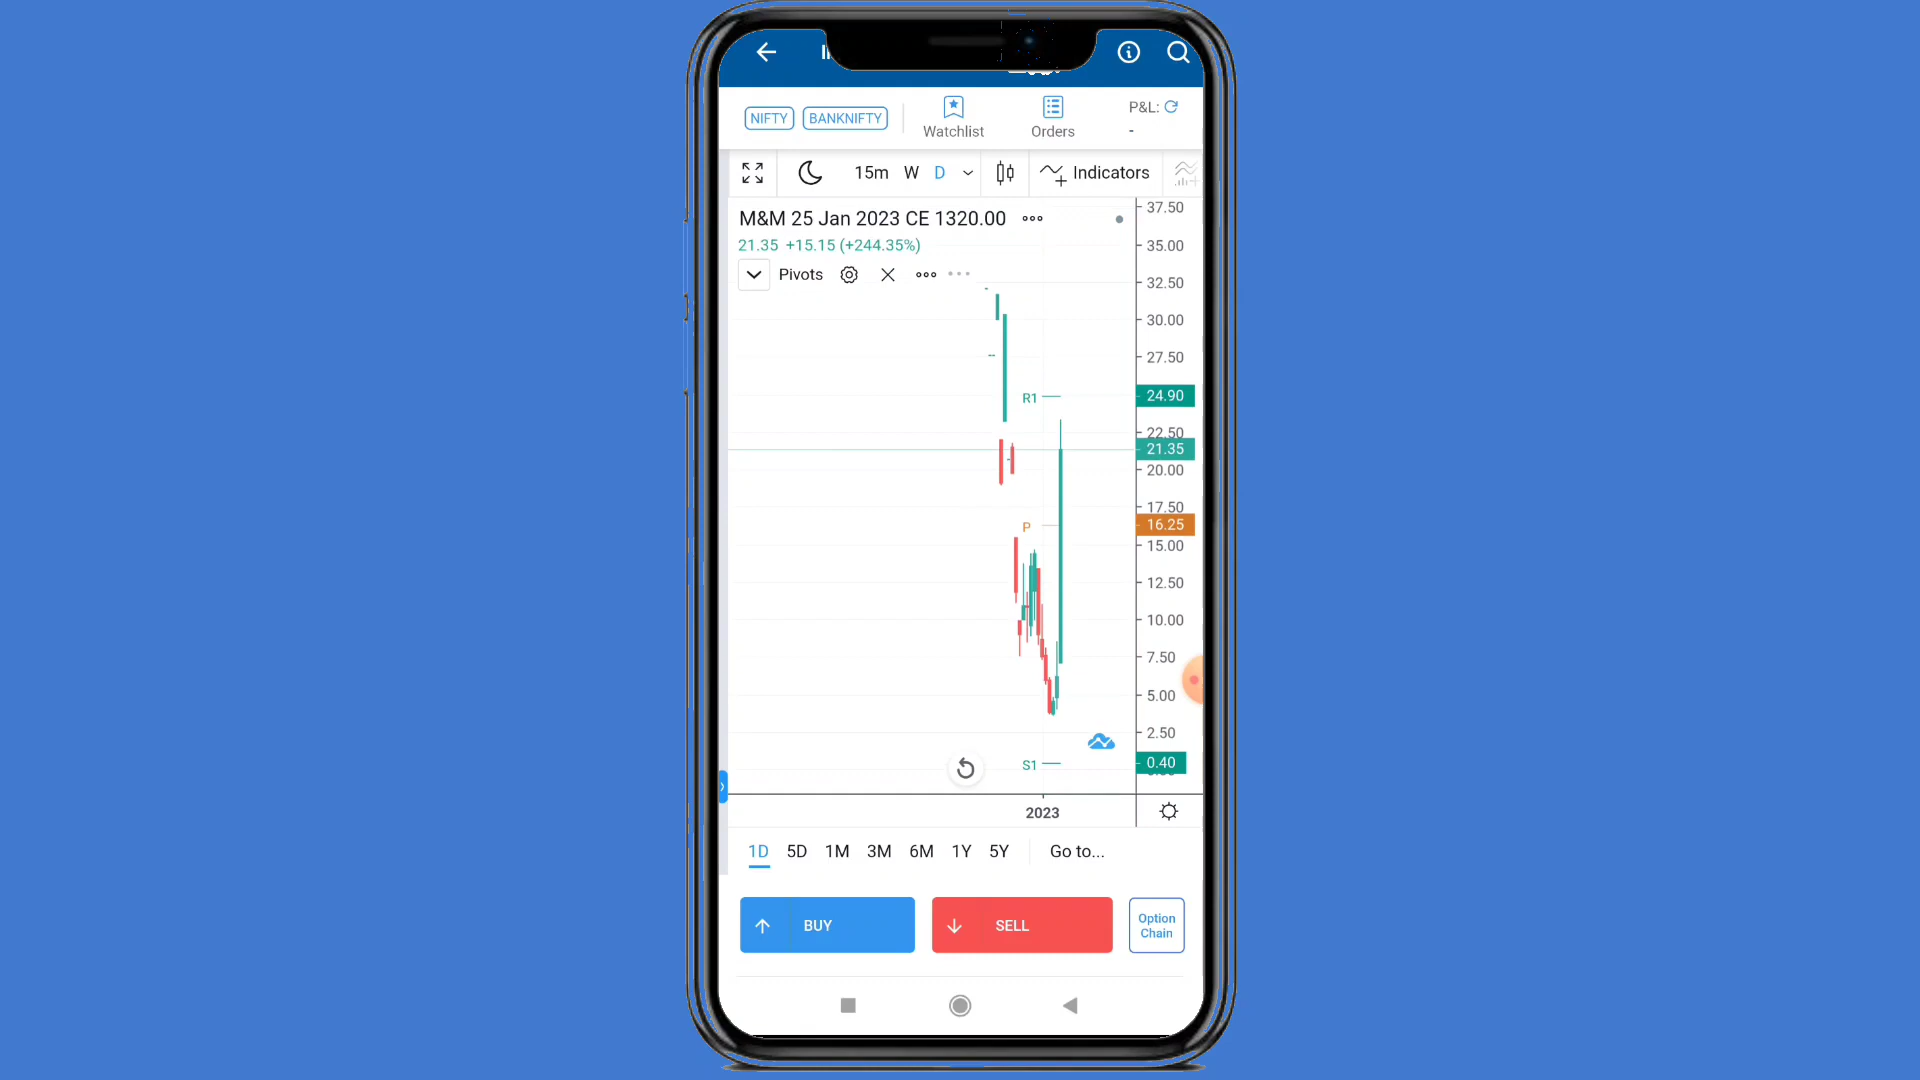 NIFTY BANKNIFTY Watchlist Orders P&L: -
15m W D Indicators
M&M 25 Jan 2023 CE 1320.00
21.35 +15.15 (+244.35%)
Pivots
37.50
35.00
32.50
30.00
27.50
R1 24.90
22.50
21.35
20.00
17.50
P 16.25
15.00
12.50
10.00
7.50
5.00
2.50
S1 0.40
2023
1D 5D 1M 3M 6M 1Y 5Y Go to...
BUY SELL Option
Chain